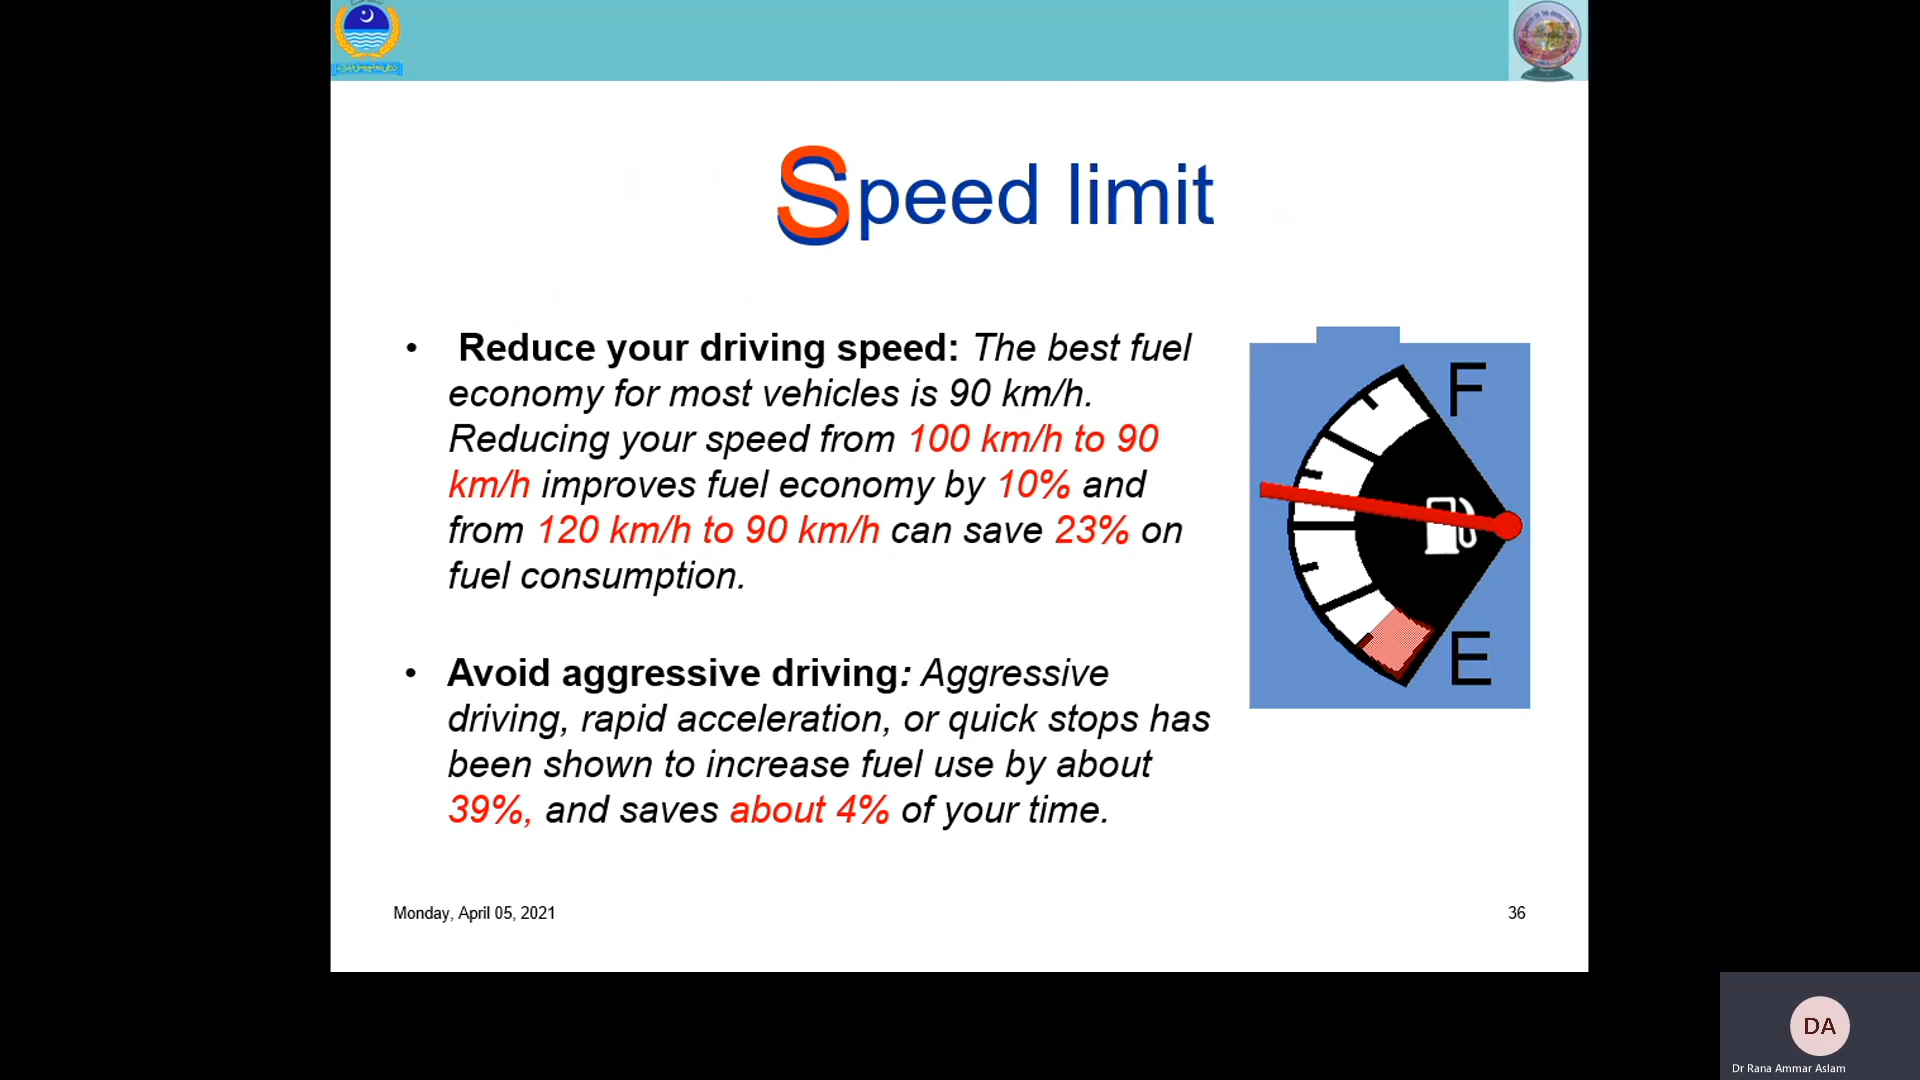 Speed limit
• Reduce your driving speed: The best fuel
economy for most vehicles is 90 km/h.
Reducing your speed from 100 km/h to 90
km/h improves fuel economy by 10% and
from 120 km/h to 90 km/h can save 23% on
fuel consumption.
• Avoid aggressive driving: Aggressive
driving, rapid acceleration, or quick stops has
been shown to increase fuel use by about
39%, and saves about 4% of your time.
F
E
Monday, April 05, 2021
36
DA
Dr Rana Ammar Aslam